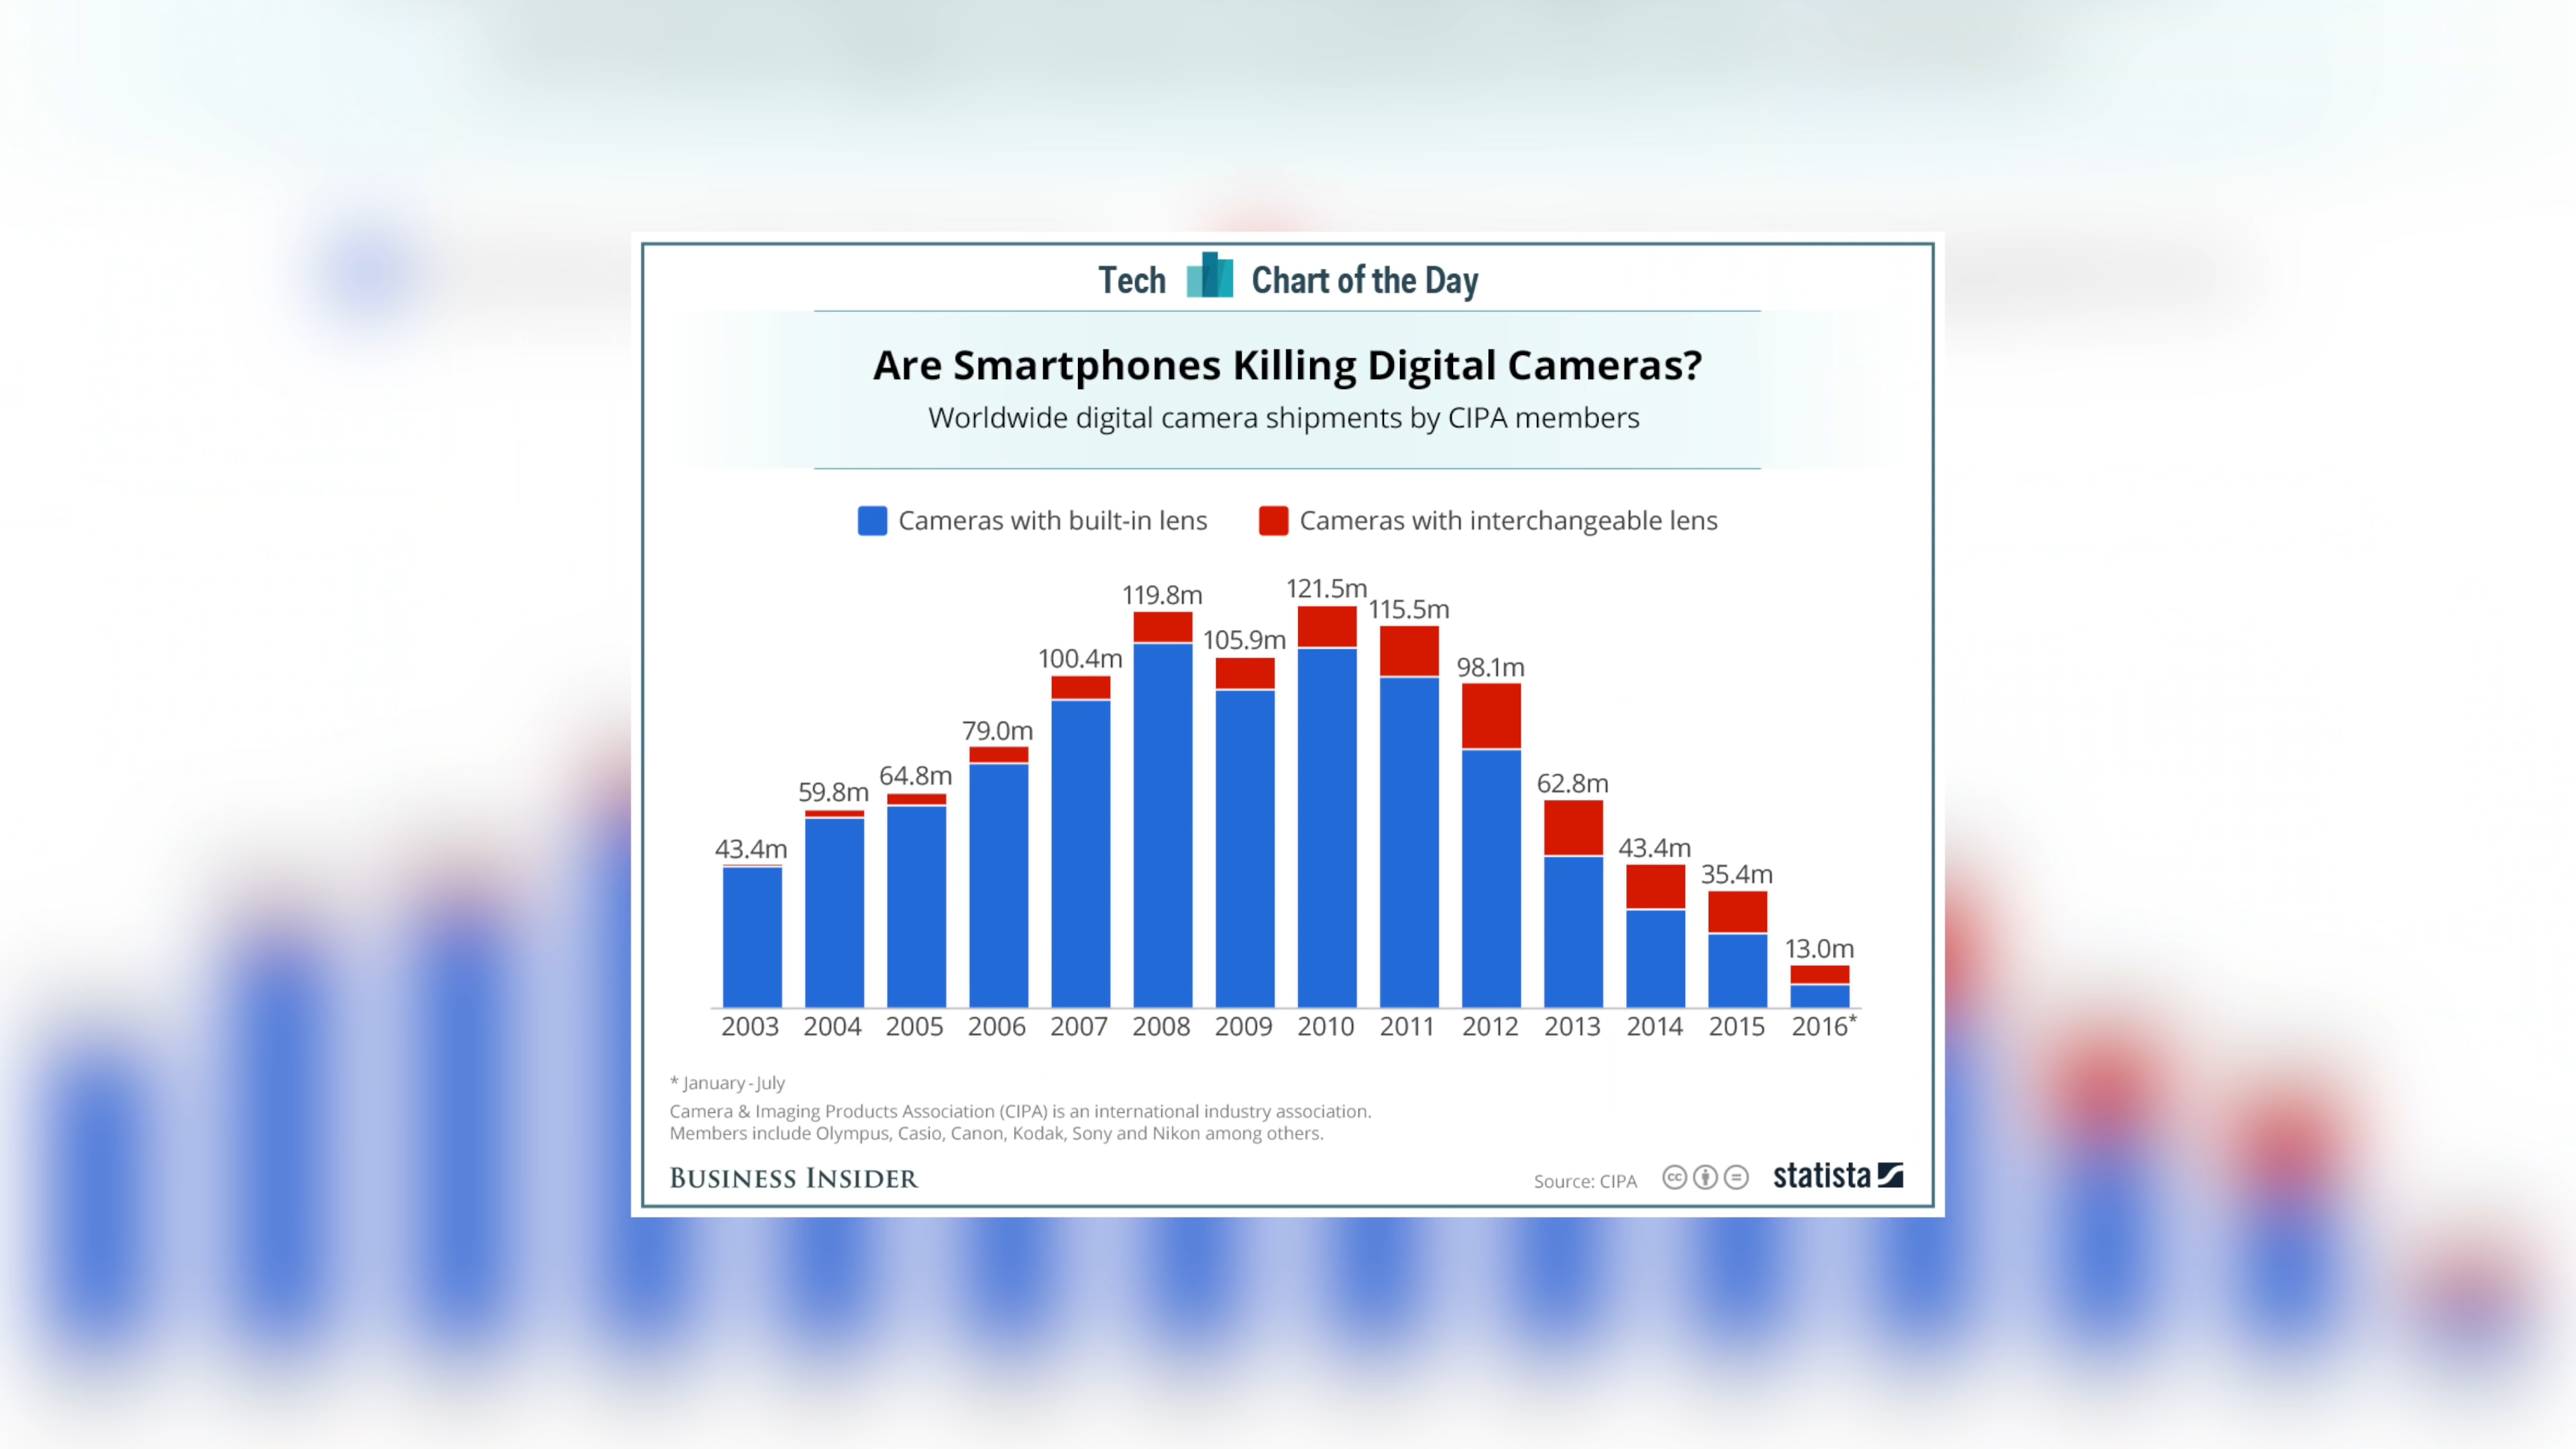 Tech Chart of the Day
Are Smartphones Killing Digital Cameras?
Worldwide digital camera shipments by CIPA members
Cameras with built-in lens Cameras with interchangeable lens
43.4m 59.8m 64.8m 79.0m 100.4m 119.8m 105.9m 121.5m 115.5m 98.1m 62.8m 43.4m 35.4m 13.0m
2003 2004 2005 2006 2007 2008 2009 2010 2011 2012 2013 2014 2015 2016*
* January - July
Camera & Imaging Products Association (CIPA) is an international industry association.
Members include Olympus, Casio, Canon, Kodak, Sony and Nikon among others.
BUSINESS INSIDER Source: CIPA cc statista